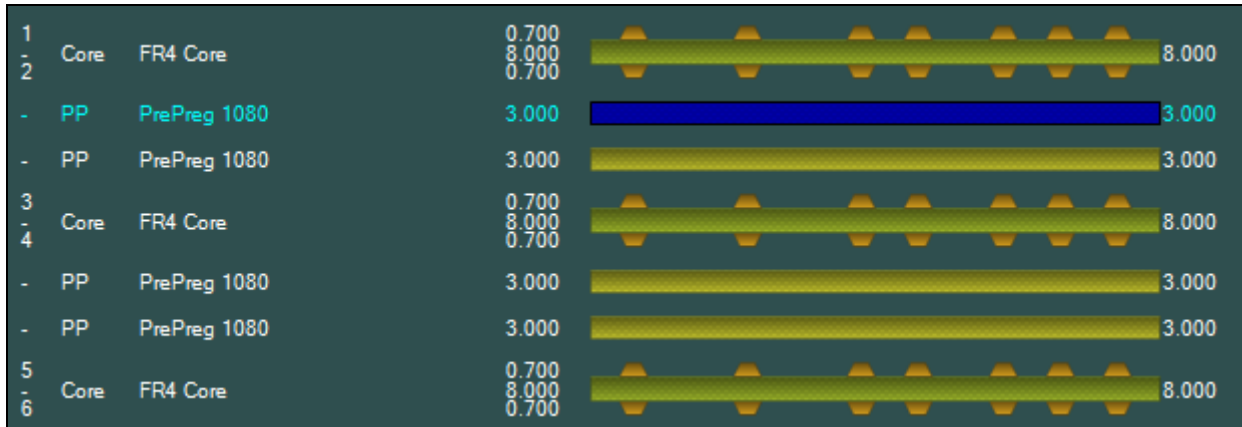 1 0.700
- Core FR4 Core 8.000 8.000
2 0.700
- PP PrePreg 1080 3.000 3.000
- PP PrePreg 1080 3.000 3.000
3 0.700
- Core FR4 Core 8.000 8.000
4 0.700
- PP PrePreg 1080 3.000 3.000
- PP PrePreg 1080 3.000 3.000
5 0.700
- Core FR4 Core 8.000 8.000
6 0.700